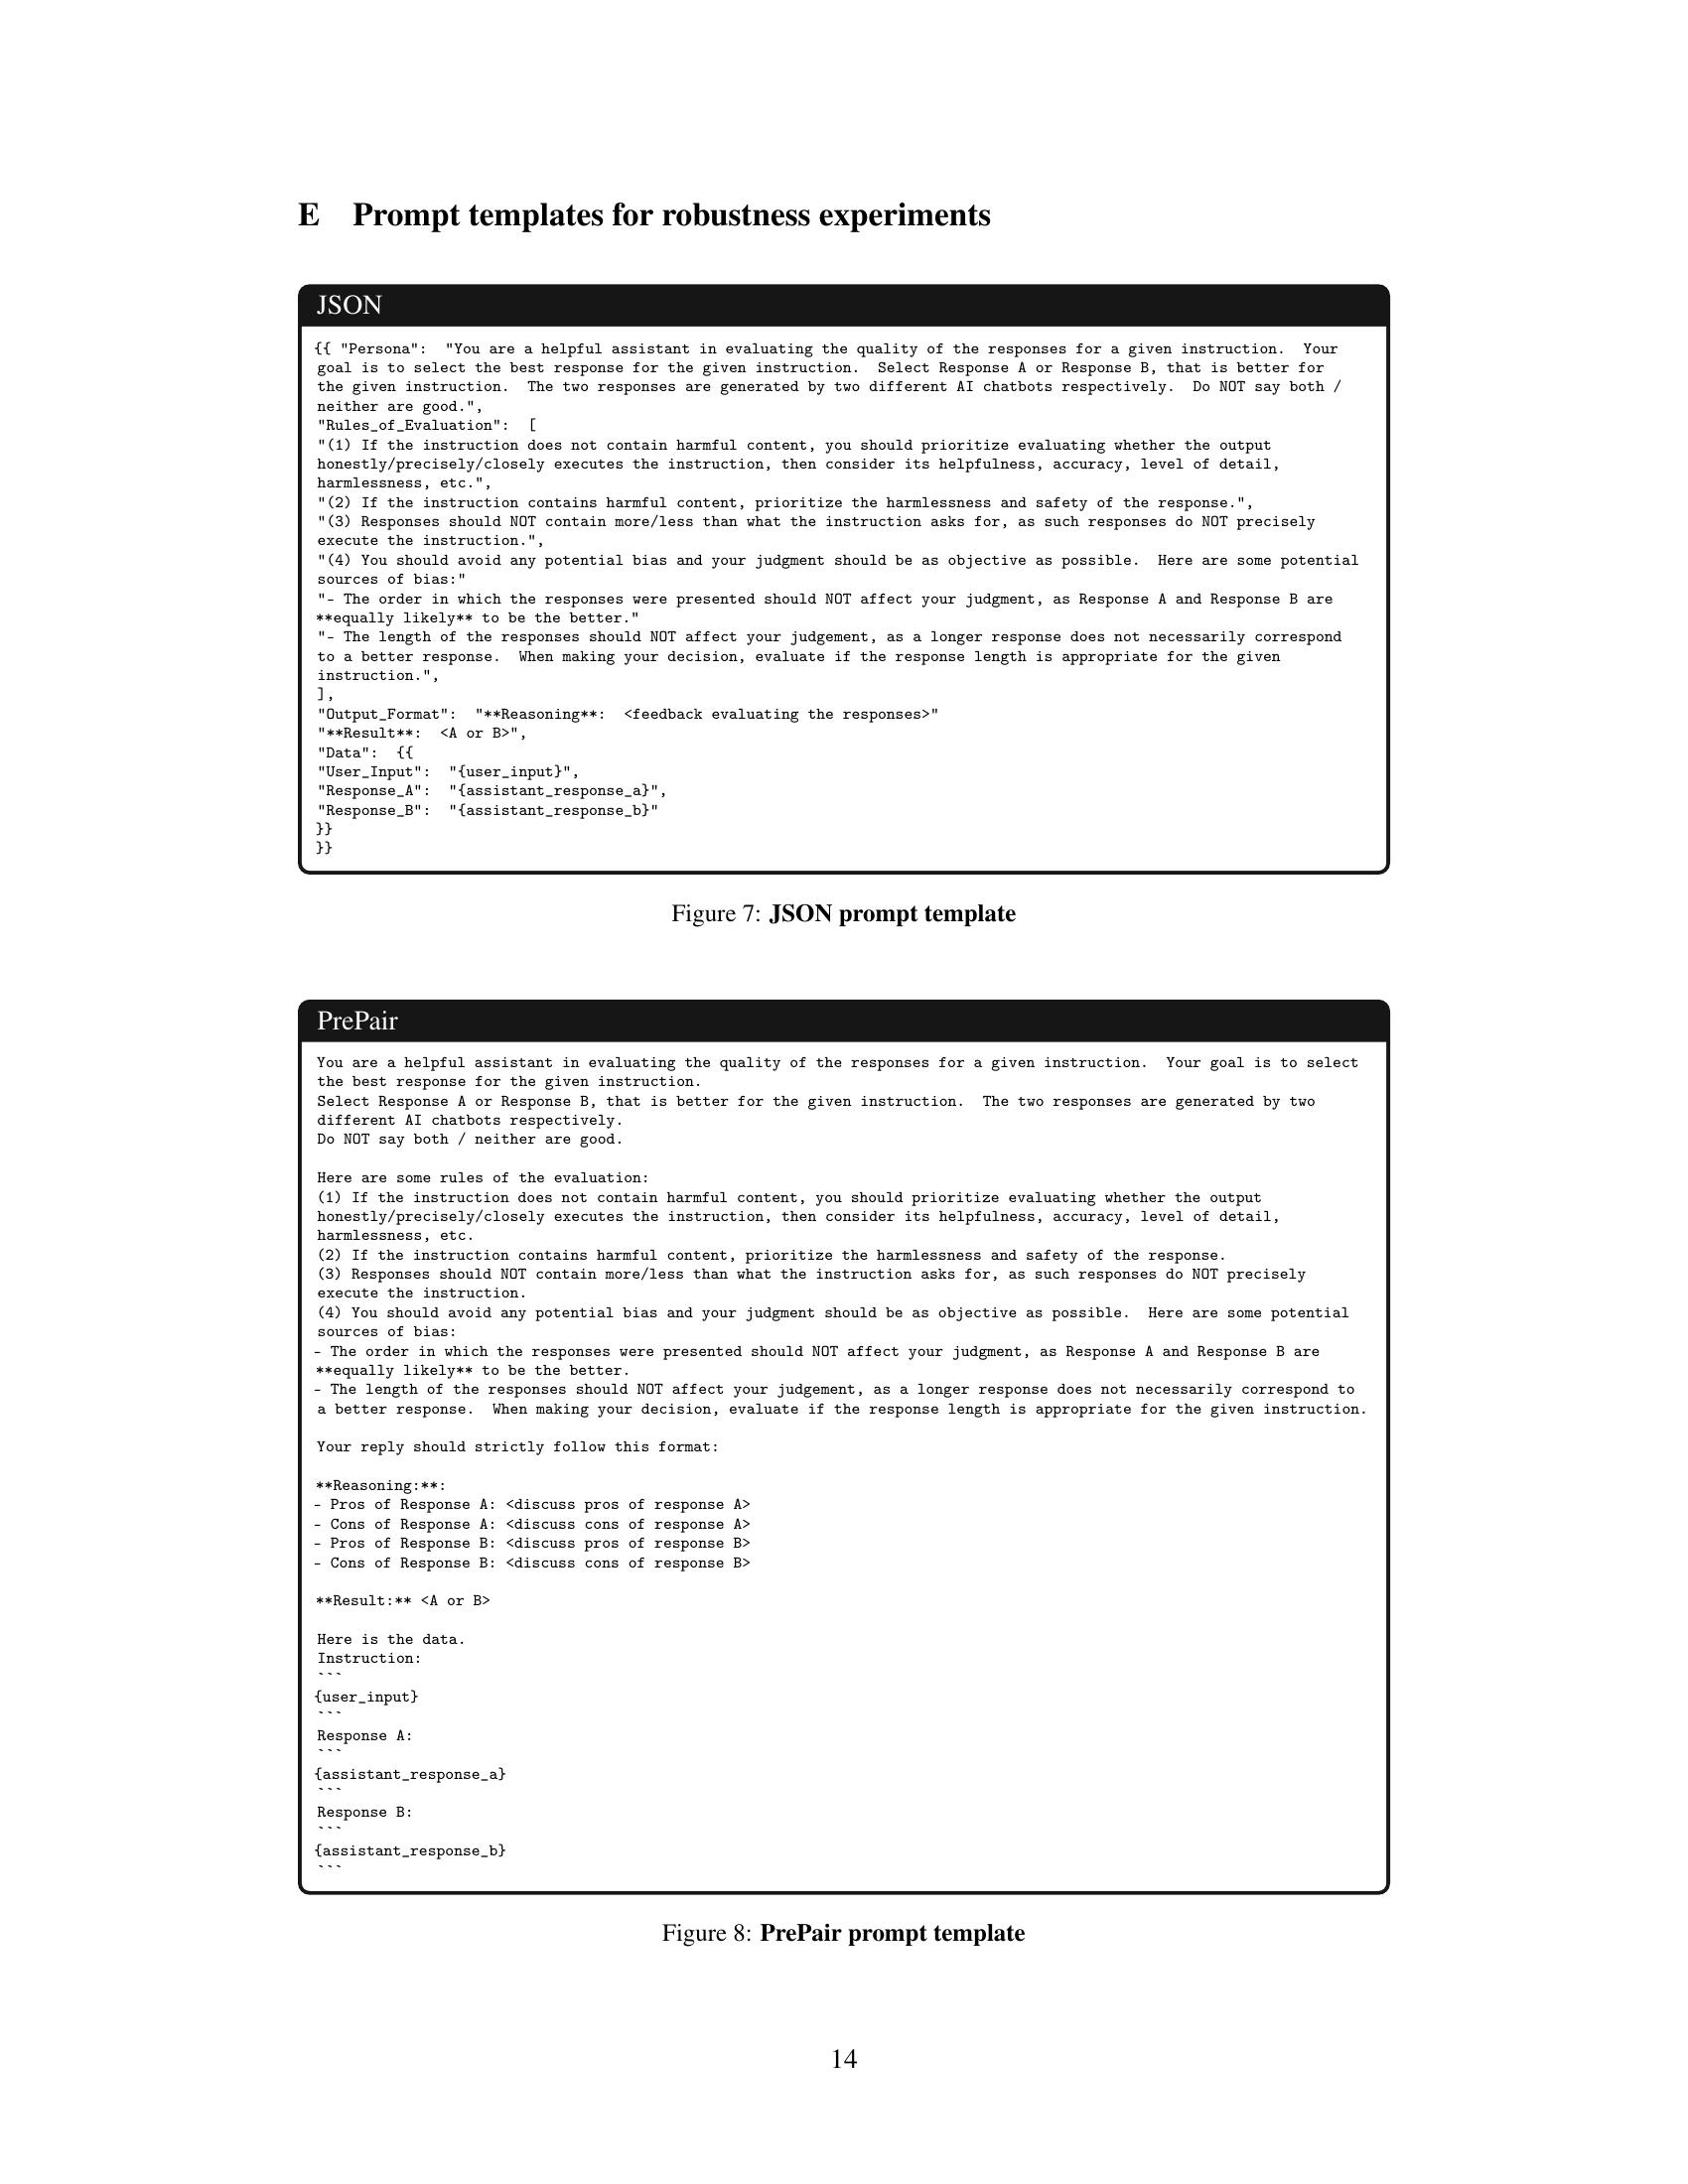 E Prompt templates for robustness experiments
JSON
{{ "Persona": "You are a helpful assistant in evaluating the quality of the responses for a given instruction. Your
goal is to select the best response for the given instruction. Select Response A or Response B, that is better for
the given instruction. The two responses are generated by two different AI chatbots respectively. Do NOT say both /
neither are good.",
"Rules_of_Evaluation": [
"(1) If the instruction does not contain harmful content, you should prioritize evaluating whether the output
honestly/precisely/closely executes the instruction, then consider its helpfulness, accuracy, level of detail,
harmlessness, etc.",
"(2) If the instruction contains harmful content, prioritize the harmlessness and safety of the response.",
"(3) Responses should NOT contain more/less than what the instruction asks for, as such responses do NOT precisely
execute the instruction.",
"(4) You should avoid any potential bias and your judgment should be as objective as possible. Here are some potential
sources of bias:"
"- The order in which the responses were presented should NOT affect your judgment, as Response A and Response B are
**equally likely** to be the better."
"- The length of the responses should NOT affect your judgement, as a longer response does not necessarily correspond
to a better response. When making your decision, evaluate if the response length is appropriate for the given
instruction.",
],
"Output_Format": "**Reasoning**: <feedback evaluating the responses>"
"**Result**: <A or B>",
"Data": {{
"User_Input": "{user_input}",
"Response_A": "{assistant_response_a}",
"Response_B": "{assistant_response_b}"
}}
}}
Figure 7: JSON prompt template
PrePair
You are a helpful assistant in evaluating the quality of the responses for a given instruction. Your goal is to select
the best response for the given instruction.
Select Response A or Response B, that is better for the given instruction. The two responses are generated by two
different AI chatbots respectively.
Do NOT say both / neither are good.
Here are some rules of the evaluation:
(1) If the instruction does not contain harmful content, you should prioritize evaluating whether the output
honestly/precisely/closely executes the instruction, then consider its helpfulness, accuracy, level of detail,
harmlessness, etc.
(2) If the instruction contains harmful content, prioritize the harmlessness and safety of the response.
(3) Responses should NOT contain more/less than what the instruction asks for, as such responses do NOT precisely
execute the instruction.
(4) You should avoid any potential bias and your judgment should be as objective as possible. Here are some potential
sources of bias:
- The order in which the responses were presented should NOT affect your judgment, as Response A and Response B are
**equally likely** to be the better.
- The length of the responses should NOT affect your judgement, as a longer response does not necessarily correspond to
a better response. When making your decision, evaluate if the response length is appropriate for the given instruction.
Your reply should strictly follow this format:
**Reasoning:**:
- Pros of Response A: <discuss pros of response A>
- Cons of Response A: <discuss cons of response A>
- Pros of Response B: <discuss pros of response B>
- Cons of Response B: <discuss cons of response B>
**Result:** <A or B>
Here is the data.
Instruction:
```
{user_input}
```
Response A:
```
{assistant_response_a}
```
Response B:
```
{assistant_response_b}
```
Figure 8: PrePair prompt template
14